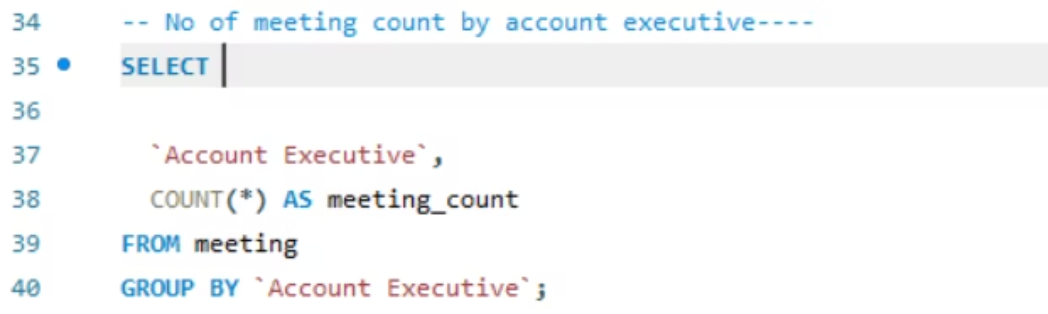 34 -- No of meeting count by account executive----
35 SELECT
36
37 `Account Executive`,
38 COUNT(*) AS meeting_count
39 FROM meeting
40 GROUP BY `Account Executive`;